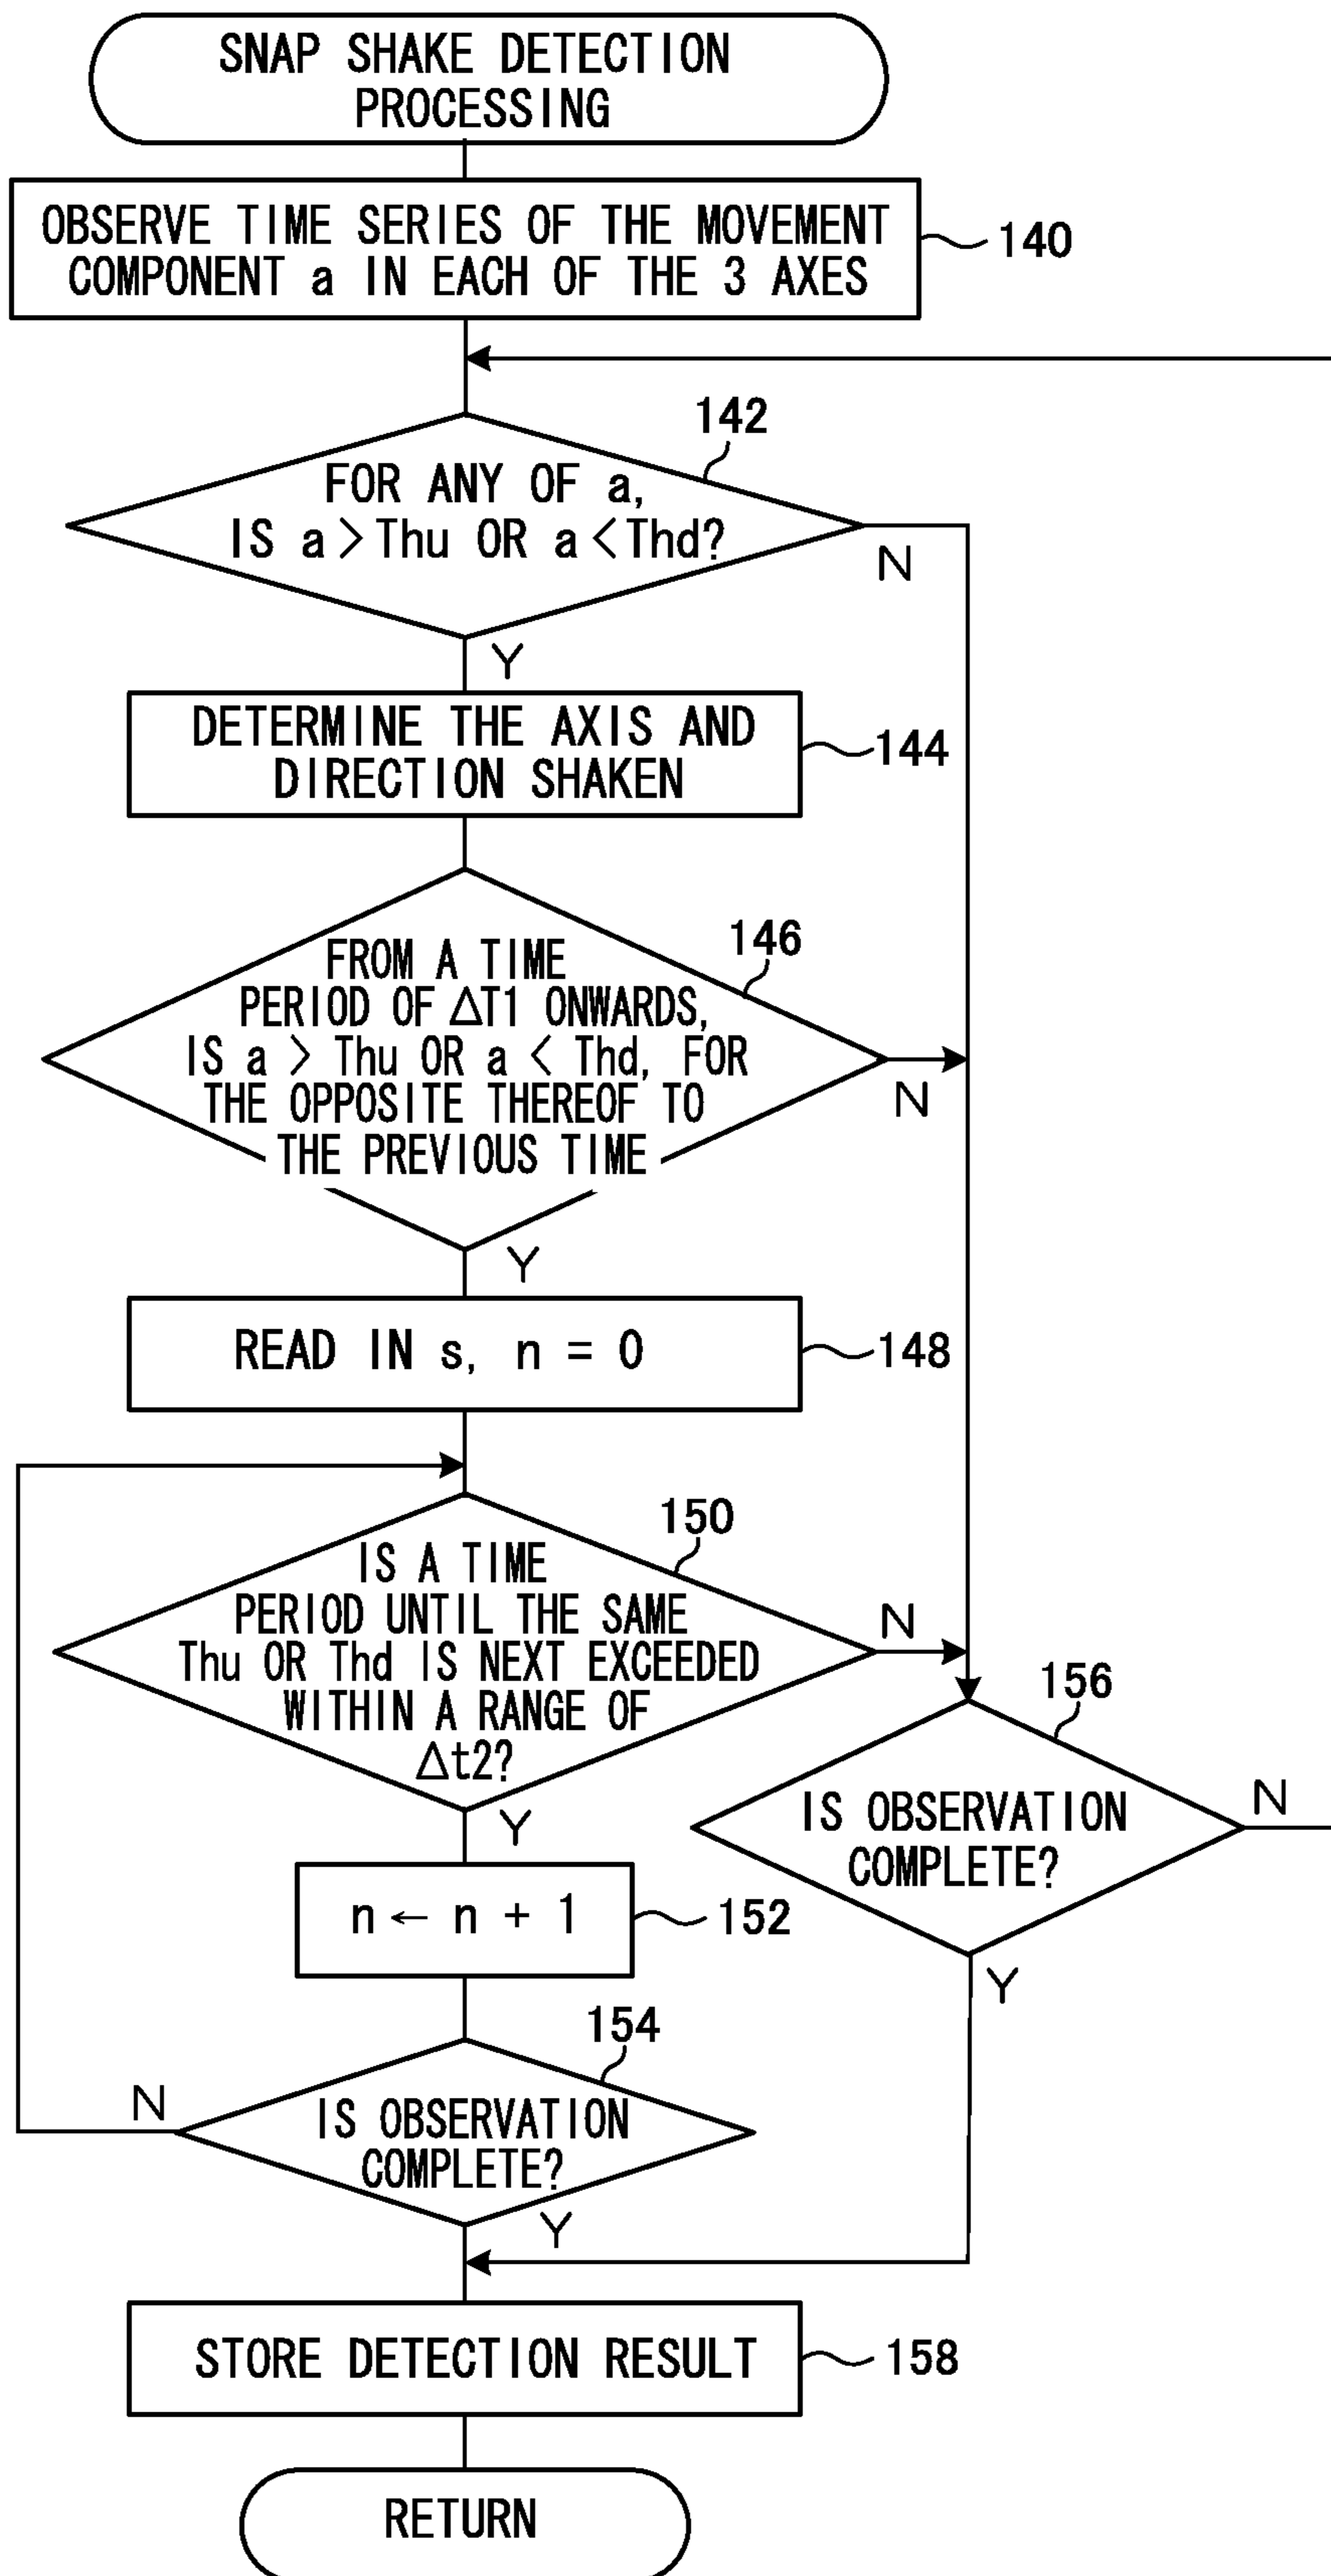 SNAP SHAKE DETECTION
PROCESSING
OBSERVE TIME SERIES OF THE MOVEMENT
COMPONENT a IN EACH OF THE 3 AXES
140
142
FOR ANY OF a,
IS a > Thu OR a < Thd?
N
Y
DETERMINE THE AXIS AND
DIRECTION SHAKEN
144
146
FROM A TIME
PERIOD OF ΔT1 ONWARDS,
IS a > Thu OR a < Thd, FOR
THE OPPOSITE THEREOF TO
THE PREVIOUS TIME
N
Y
READ IN s, n = 0
148
150
IS A TIME
PERIOD UNTIL THE SAME
Thu OR Thd IS NEXT EXCEEDED
WITHIN A RANGE OF
Δt2?
N
Y
156
IS OBSERVATION
COMPLETE?
N
Y
n ← n + 1
152
154
IS OBSERVATION
COMPLETE?
N
Y
STORE DETECTION RESULT
158
RETURN